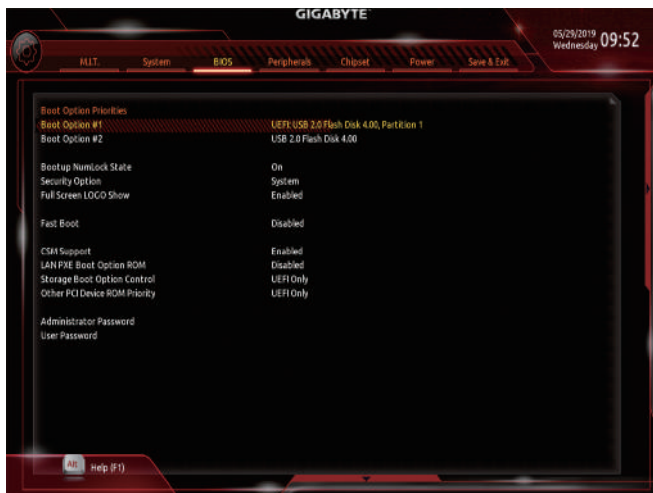 GIGABYTE
05/29/2019
Wednesday
09:52
M.I.T.
System
BIOS
Peripherals
Chipset
Power
Save & Exit
Boot Option Priorities
Boot Option #1 UEFI: USB 2.0 Flash Disk 4.00, Partition 1
Boot Option #2 USB 2.0 Flash Disk 4.00
Bootup NumLock State On
Security Option System
Full Screen LOGO Show Enabled
Fast Boot Disabled
CSM Support Enabled
LAN PXE Boot Option ROM Disabled
Storage Boot Option Control UEFI Only
Other PCI Device ROM Priority UEFI Only
Administrator Password
User Password
Alt Help (F1)